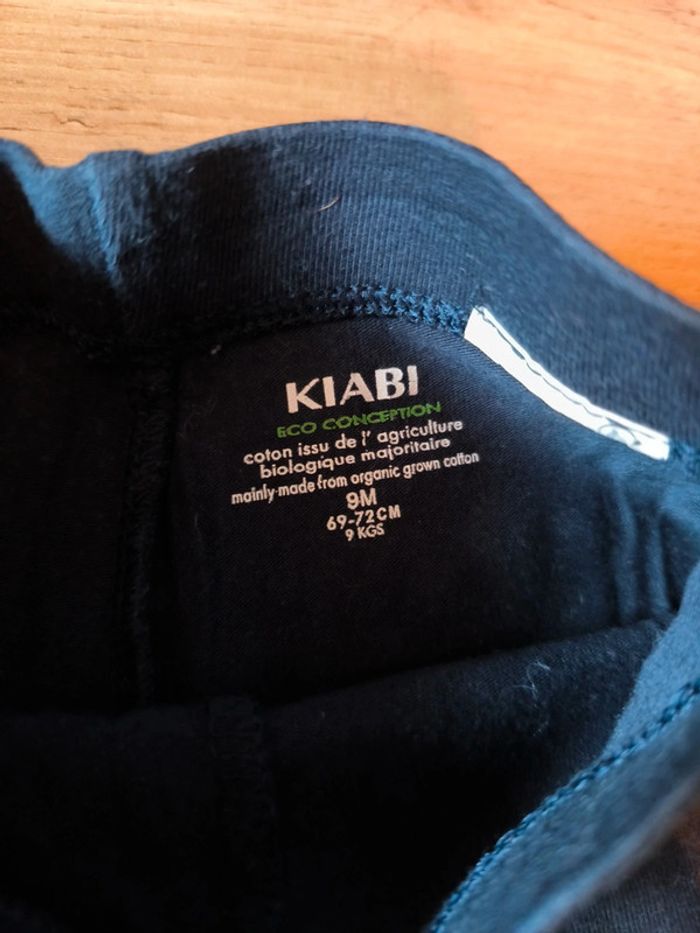 KIABI
ECO CONCEPTION
coton issu de l' agriculture
biologique majoritaire
mainly made from organic grown cotton
9M
69-72CM
9 KGS